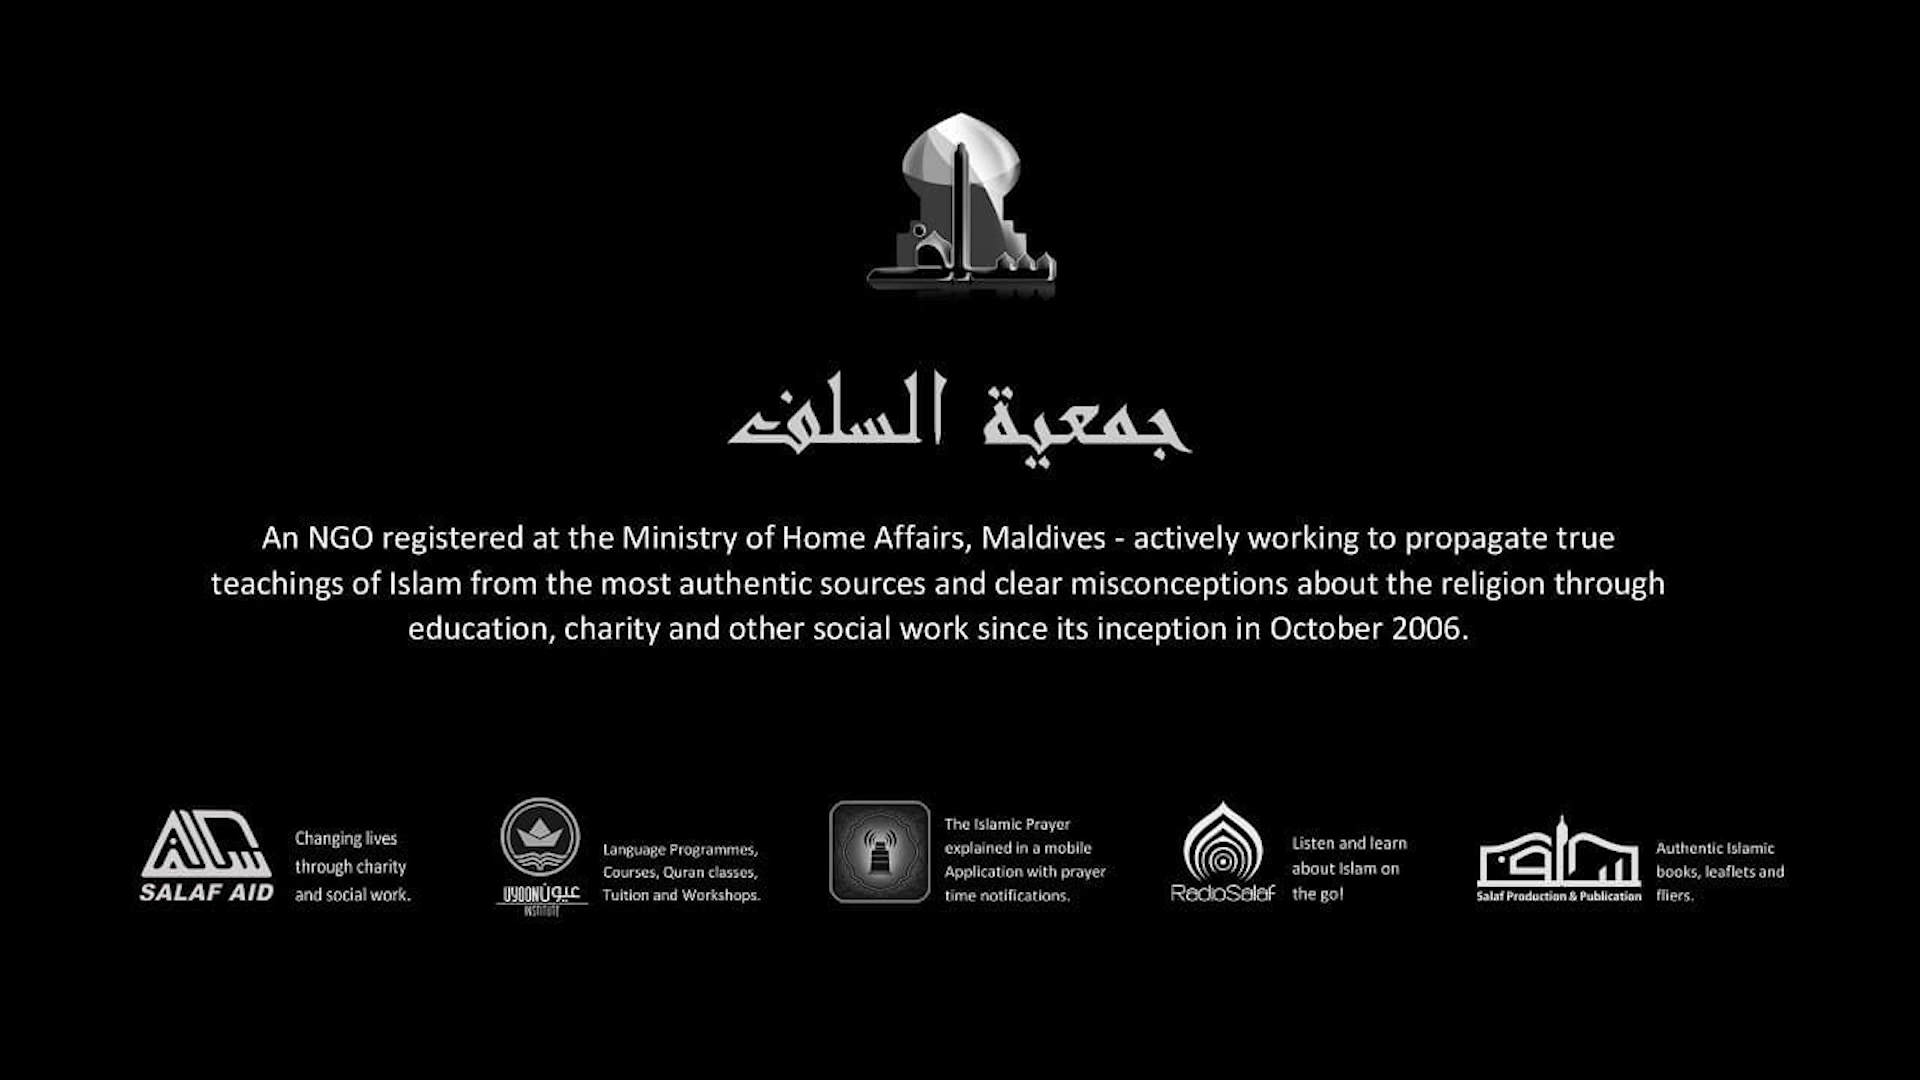 سلف
جمعية السلف
An NGO registered at the Ministry of Home Affairs, Maldives - actively working to propagate true
teachings of Islam from the most authentic sources and clear misconceptions about the religion through
education, charity and other social work since its inception in October 2006.
سلف
SALAF AID
Changing lives
through charity
and social work.
UYOON عيون
INSTITUTE
Language Programmes,
Courses, Quran classes,
Tuition and Workshops.
The Islamic Prayer
explained in a mobile
Application with prayer
time notifications.
RadioSalaf
Listen and learn
about Islam on
the go!
سلف
Salaf Production & Publication
Authentic Islamic
books, leaflets and
fliers.